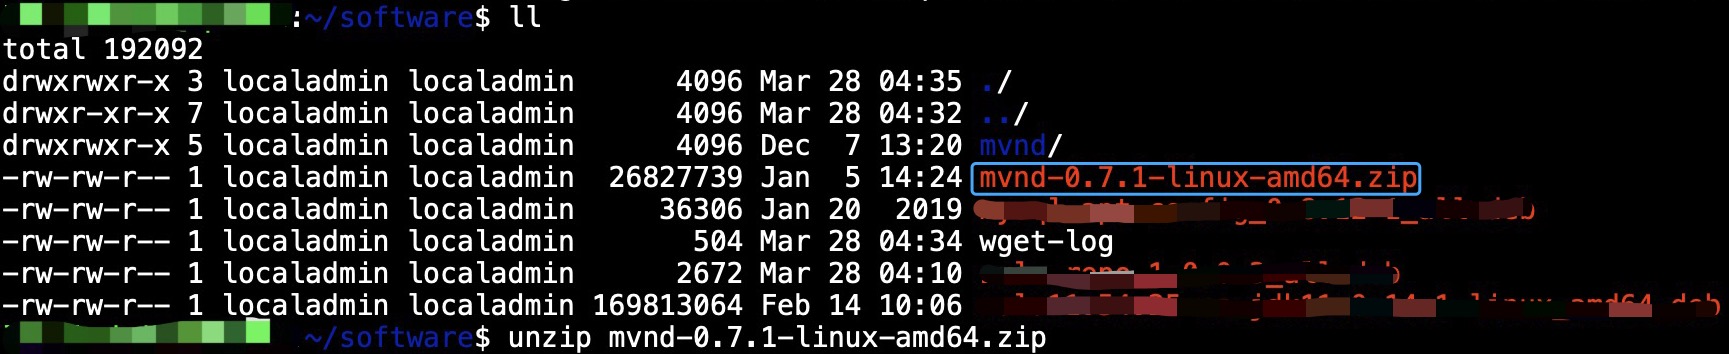 :~/software$ ll
total 192092
drwxrwxr-x 3 localadmin localadmin 4096 Mar 28 04:35 ./
drwxr-xr-x 7 localadmin localadmin 4096 Mar 28 04:32 ../
drwxrwxr-x 5 localadmin localadmin 4096 Dec 7 13:20 mvnd/
-rw-rw-r-- 1 localadmin localadmin 26827739 Jan 5 14:24 mvnd-0.7.1-linux-amd64.zip
-rw-rw-r-- 1 localadmin localadmin 36306 Jan 20 2019
-rw-rw-r-- 1 localadmin localadmin 504 Mar 28 04:34 wget-log
-rw-rw-r-- 1 localadmin localadmin 2672 Mar 28 04:10
-rw-rw-r-- 1 localadmin localadmin 169813064 Feb 14 10:06
:~/software$ unzip mvnd-0.7.1-linux-amd64.zip